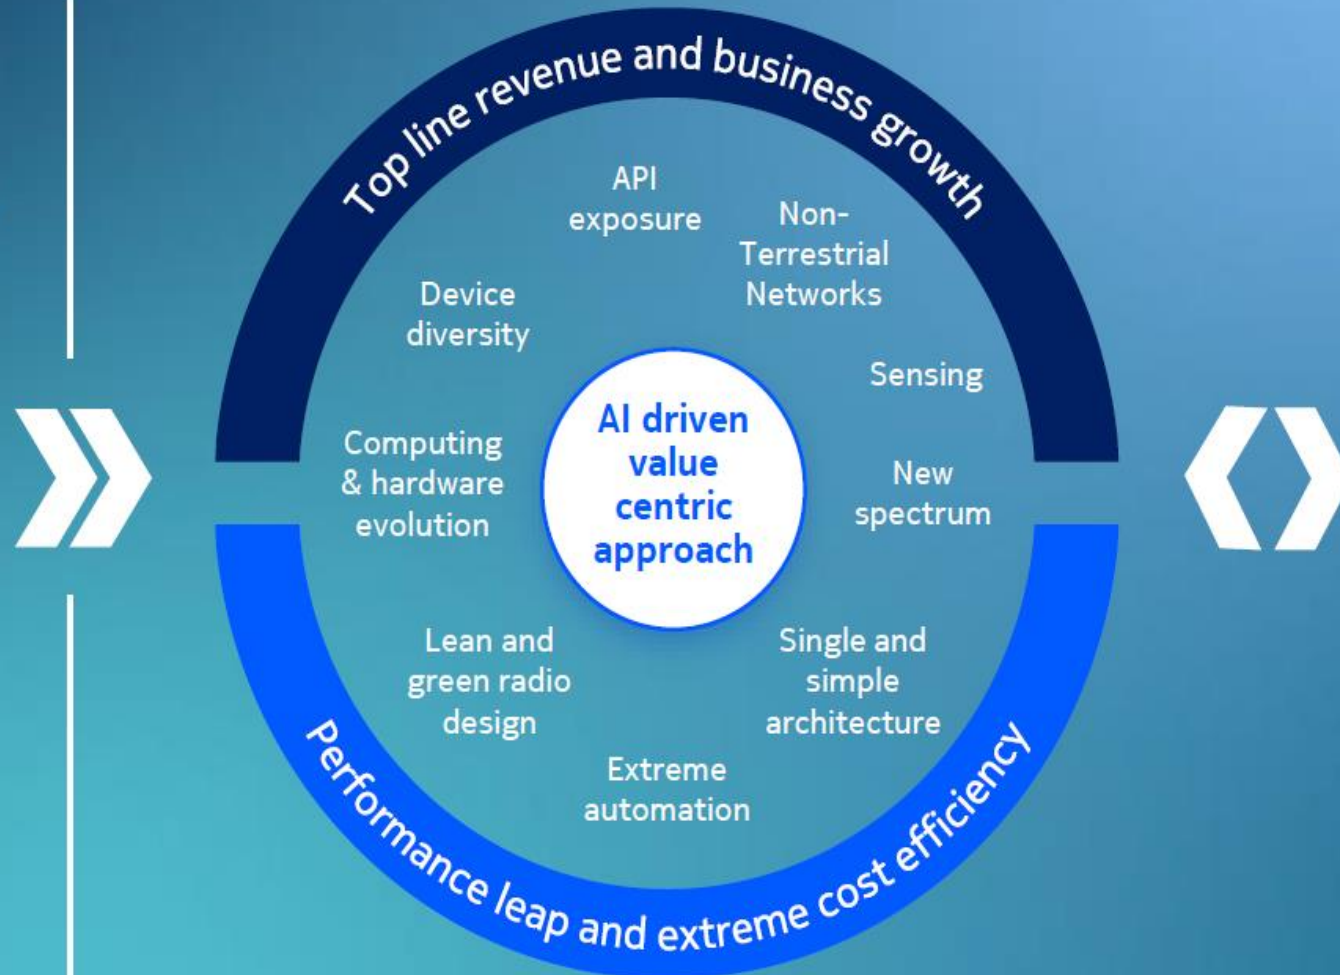 Top line revenue and business growth
API
exposure
Non-
Terrestrial
Networks
Device
diversity
Sensing
AI driven
value
centric
approach
Computing
& hardware
evolution
New
spectrum
Lean and
green radio
design
Single and
simple
architecture
Extreme
automation
Performance leap and extreme cost efficiency